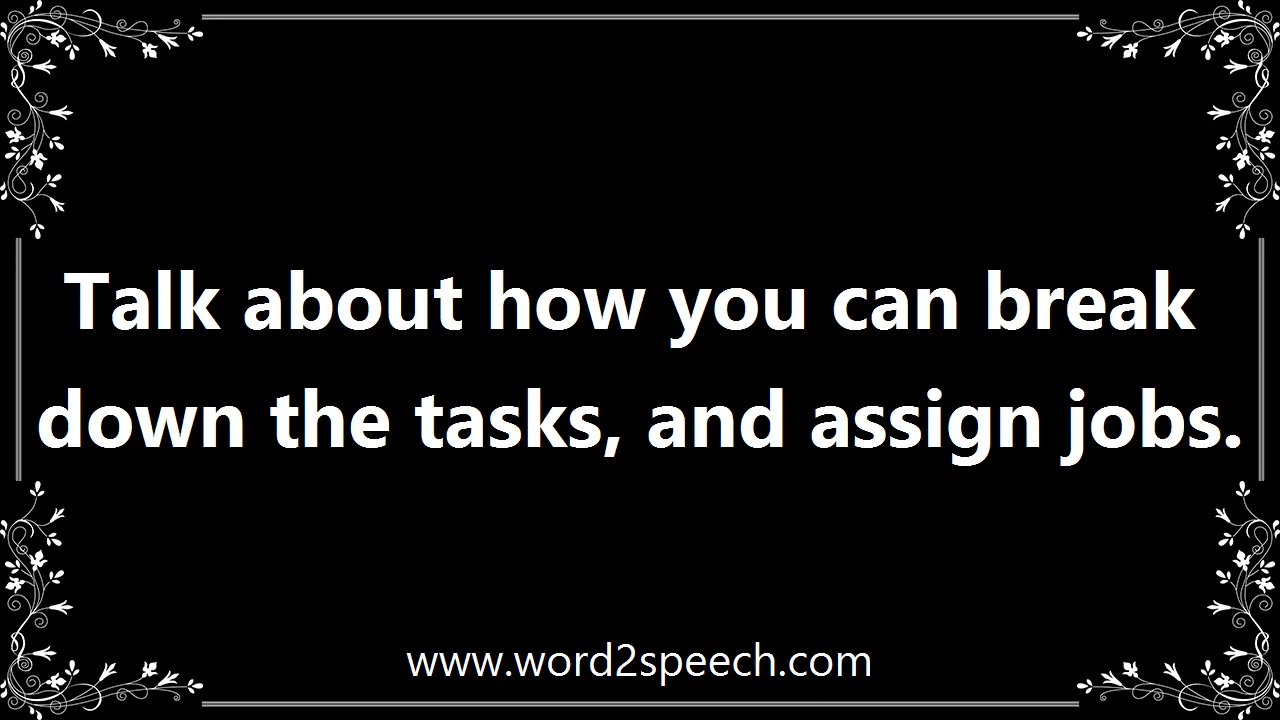 Talk about how you can break
down the tasks, and assign jobs.
www.word2speech.com